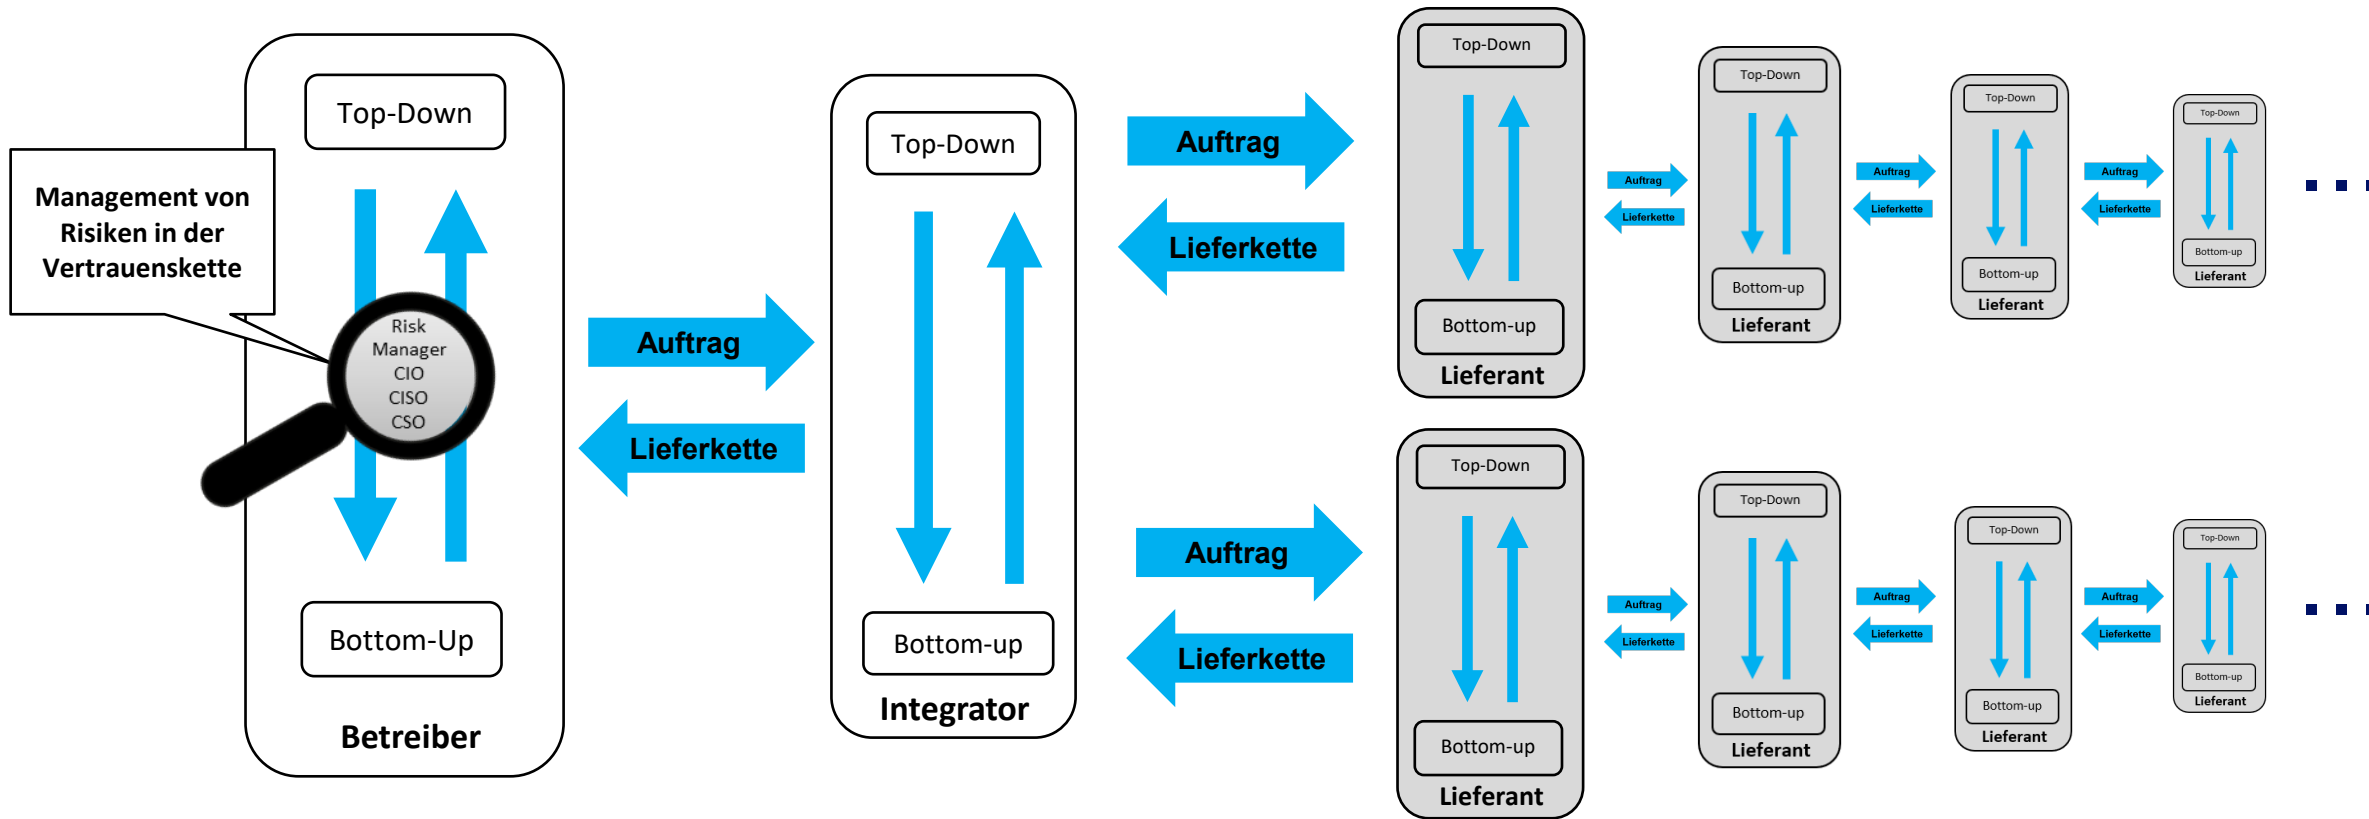 Top-Down
Management von
Risiken in der
Vertrauenskette
Risk
Manager
CIO
CISO
CSO
Bottom-Up
Betreiber
Auftrag
Lieferkette
Top-Down
Bottom-up
Integrator
Auftrag
Lieferkette
Top-Down
Bottom-up
Lieferant
Auftrag
Lieferkette
Top-Down
Bottom-up
Lieferant
Auftrag
Lieferkette
Top-Down
Bottom-up
Lieferant
Auftrag
Lieferkette
Top-Down
Bottom-up
Lieferant
Auftrag
Lieferkette
Top-Down
Bottom-up
Lieferant
Auftrag
Lieferkette
Top-Down
Bottom-up
Lieferant
Auftrag
Lieferkette
Top-Down
Bottom-up
Lieferant
Auftrag
Lieferkette
Top-Down
Bottom-up
Lieferant